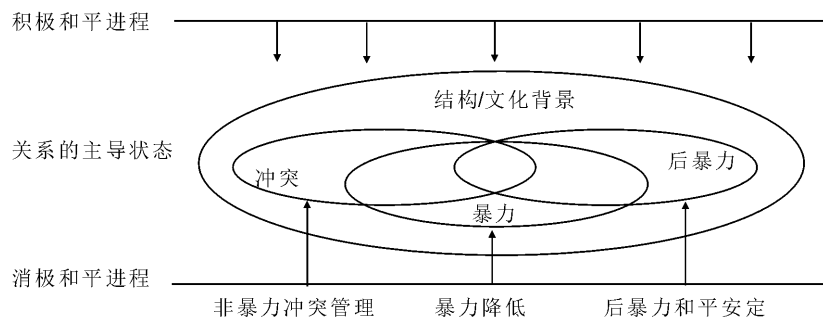 积极和平进程
结构/文化背景
关系的主导状态
冲突
后暴力
暴力
消极和平进程
非暴力冲突管理
暴力降低
后暴力和平安定